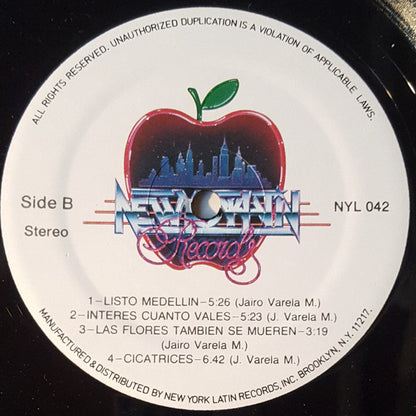 ALL RIGHTS RESERVED. UNAUTHORIZED DUPLICATION IS A VIOLATION OF APPLICABLE LAWS.
Side B
Stereo
NYL 042
Records
1-LISTO MEDELLIN-5:26 (Jairo Varela M.)
2-INTERES CUANTO VALES-5:23 (J. Varela M.)
3-LAS FLORES TAMBIEN SE MUEREN-3:19
(Jairo Varela M.)
4-CICATRICES-6.42 (J. Varela M.)
MANUFACTURED & DISTRIBUTED BY NEW YORK LATIN RECORDS, INC. BROOKLYN, N.Y. 11217.